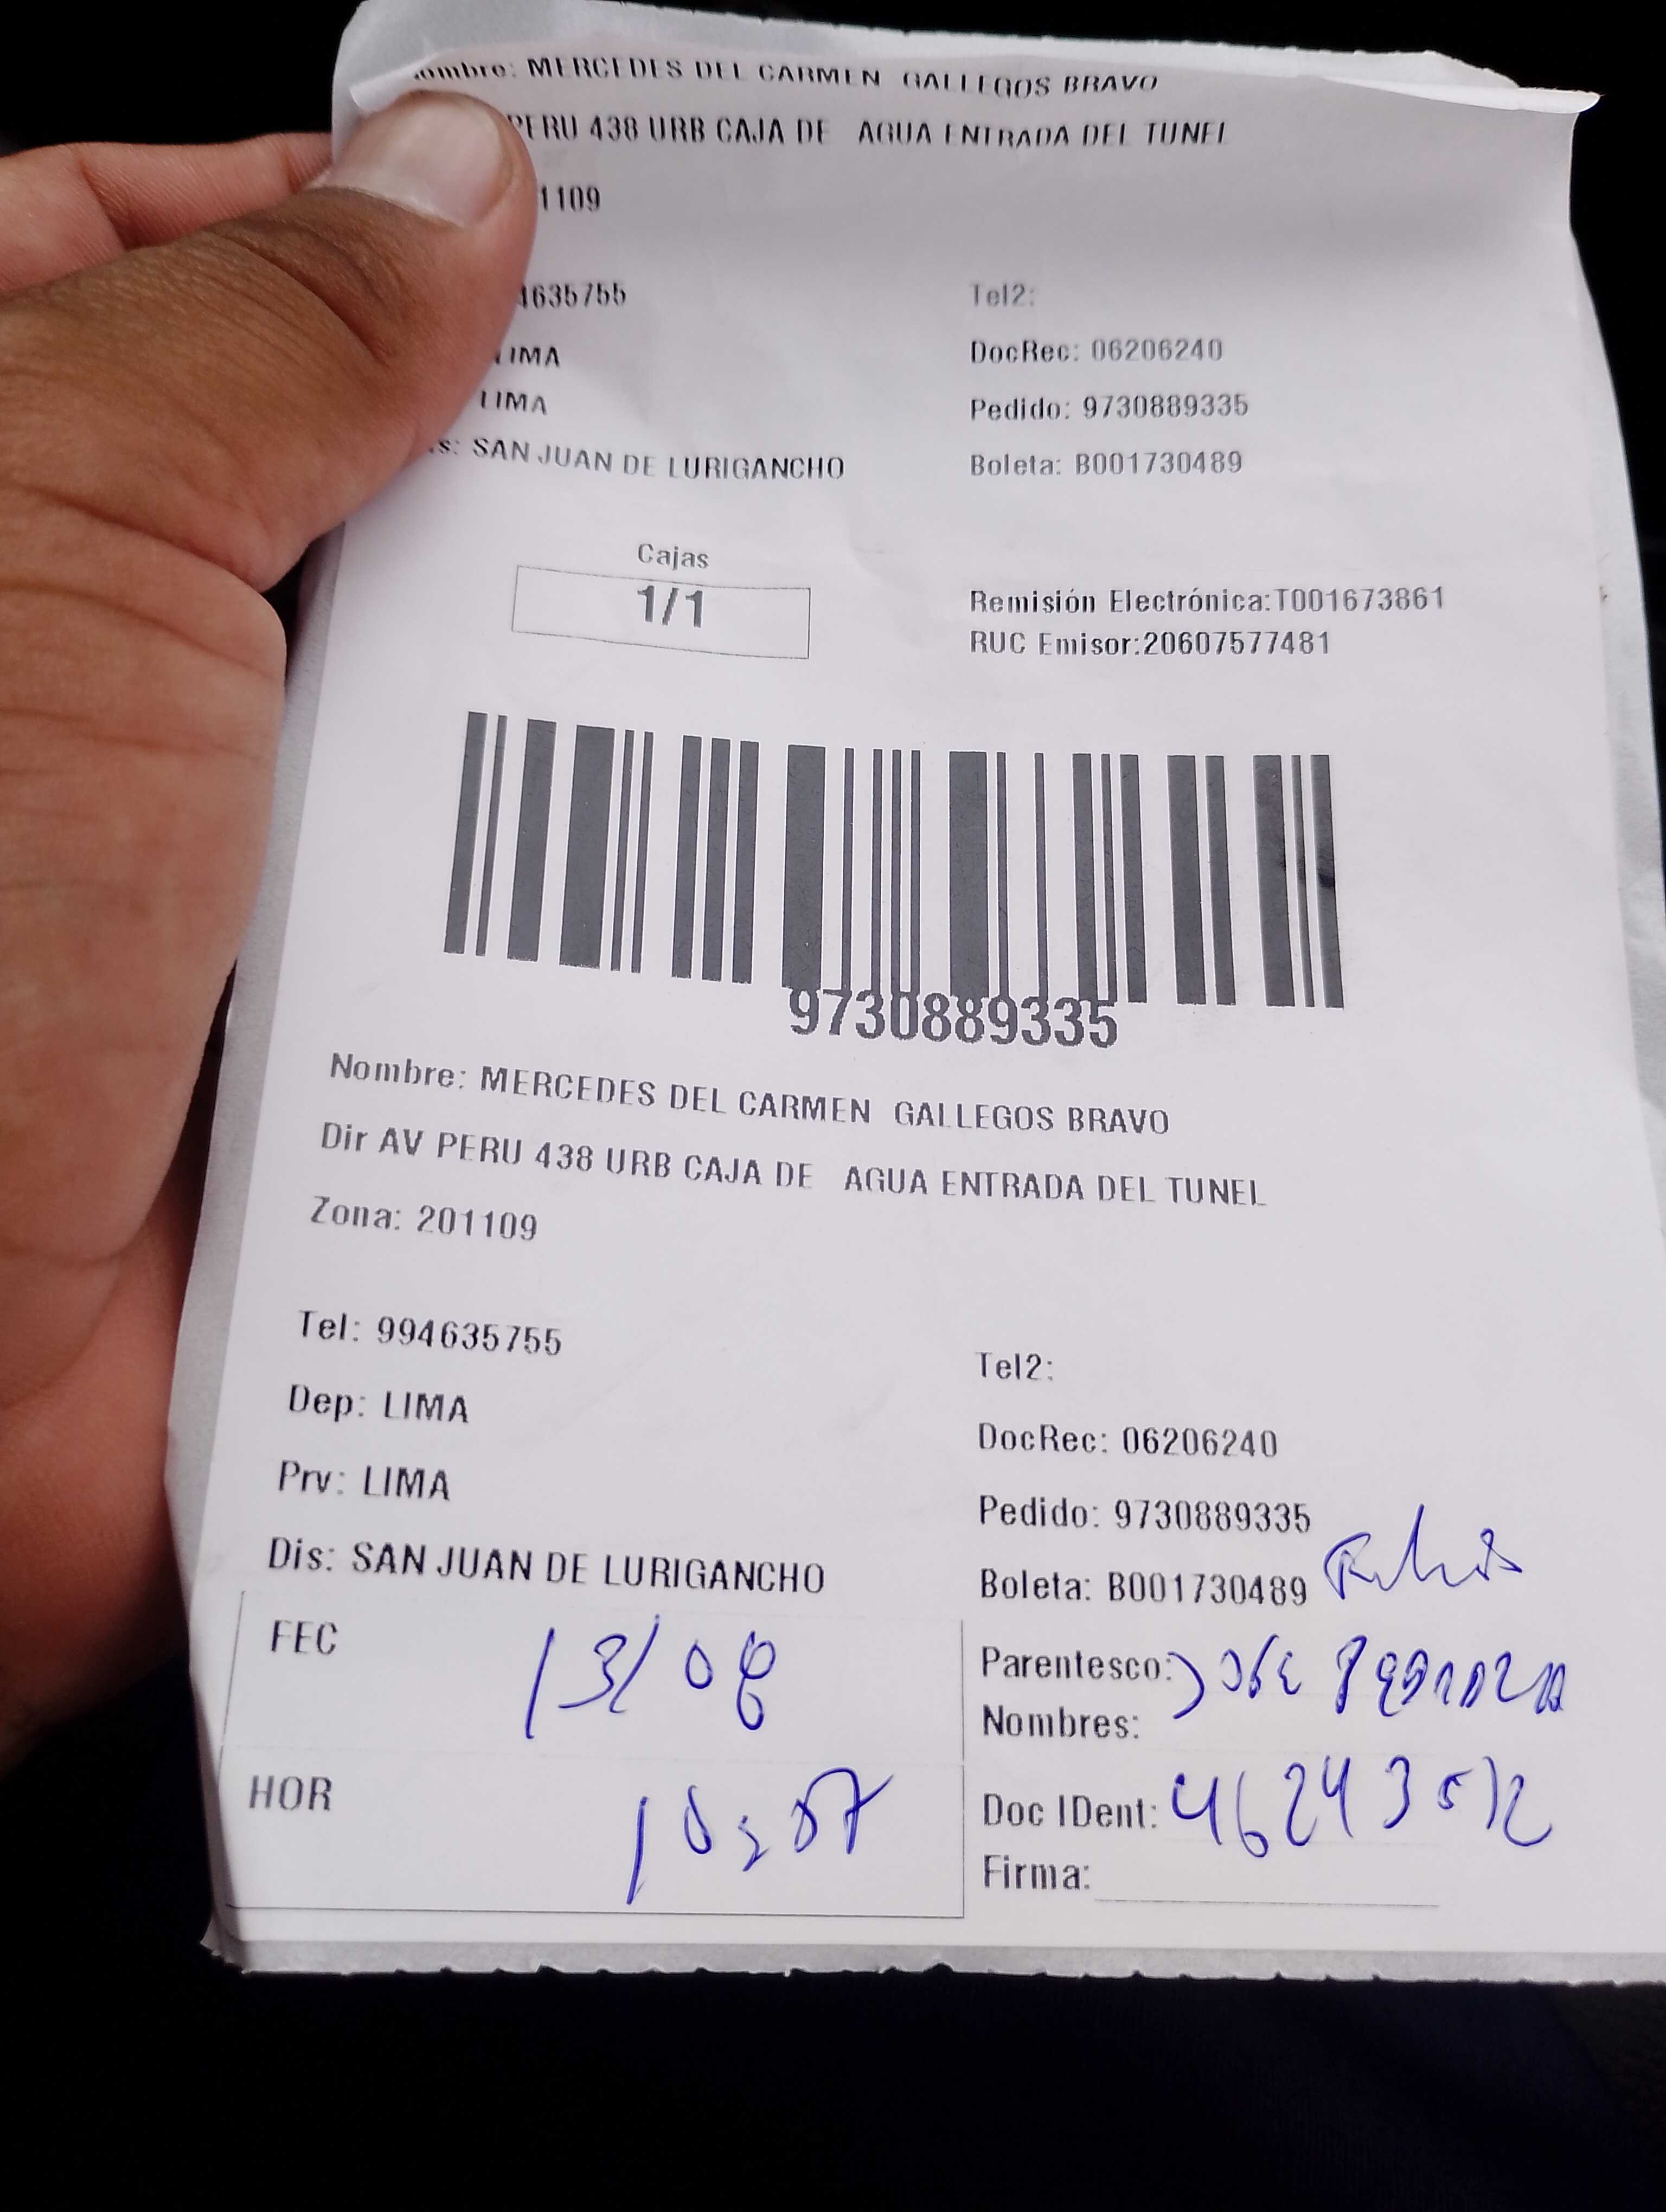 ombre: MERCEDES DEL CARMEN GALLEGOS BRAVO
PERU 438 URB CAJA DE AGUA ENTRADA DEL TUNEL
1109
4635755
Tel2:
LIMA
DocRec: 06206240
LIMA
Pedido: 9730889335
s: SAN JUAN DE LURIGANCHO
Boleta: B001730489
Cajas
1/1
Remisión Electrónica:T001673861
RUC Emisor:20607577481
9730889335
Nombre: MERCEDES DEL CARMEN GALLEGOS BRAVO
Dir AV PERU 438 URB CAJA DE AGUA ENTRADA DEL TUNEL
Zona: 201109
Tel: 994635755
Tel2:
Dep: LIMA
DocRec: 06206240
Prv: LIMA
Pedido: 9730889335
Dis: SAN JUAN DE LURIGANCHO
Boleta: B001730489
FEC 13/08
Parentesco: JOSE
Nombres:
HOR
Doc IDent: 46243512
Firma: